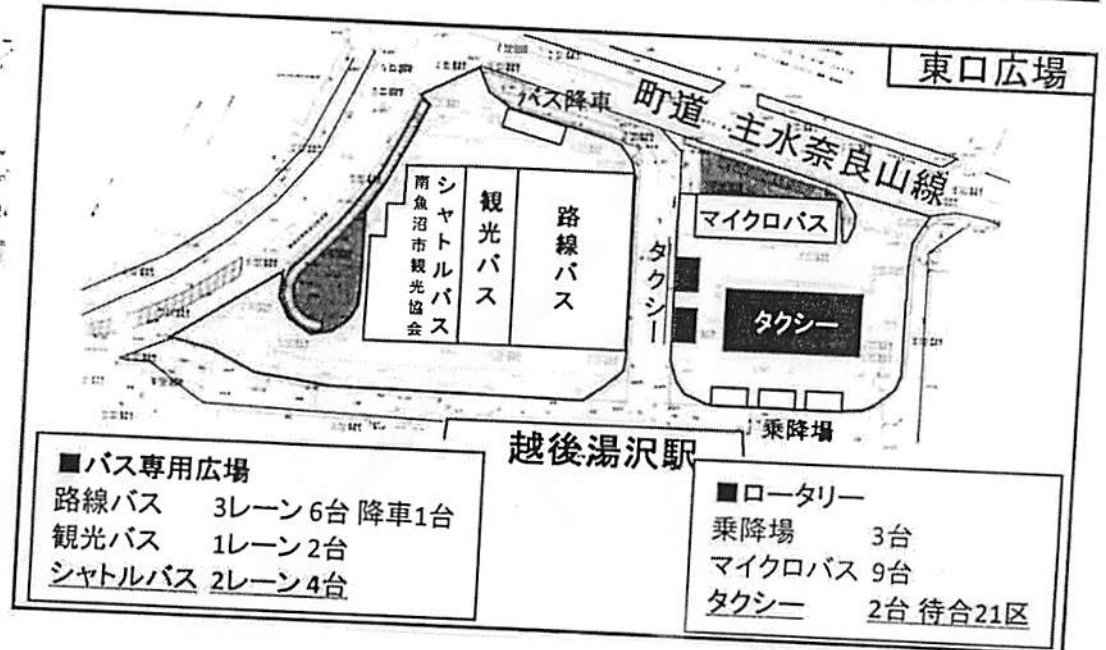 東口広場
バス降車
町道 主水奈良山線
南魚沼市観光協会
シャトルバス
観光バス
路線バス
タクシー
マイクロバス
タクシー
乗降場
越後湯沢駅
■バス専用広場
路線バス 3レーン 6台 降車1台
観光バス 1レーン 2台
シャトルバス 2レーン 4台
■ロータリー
乗降場 3台
マイクロバス 9台
タクシー 2台 待合21区